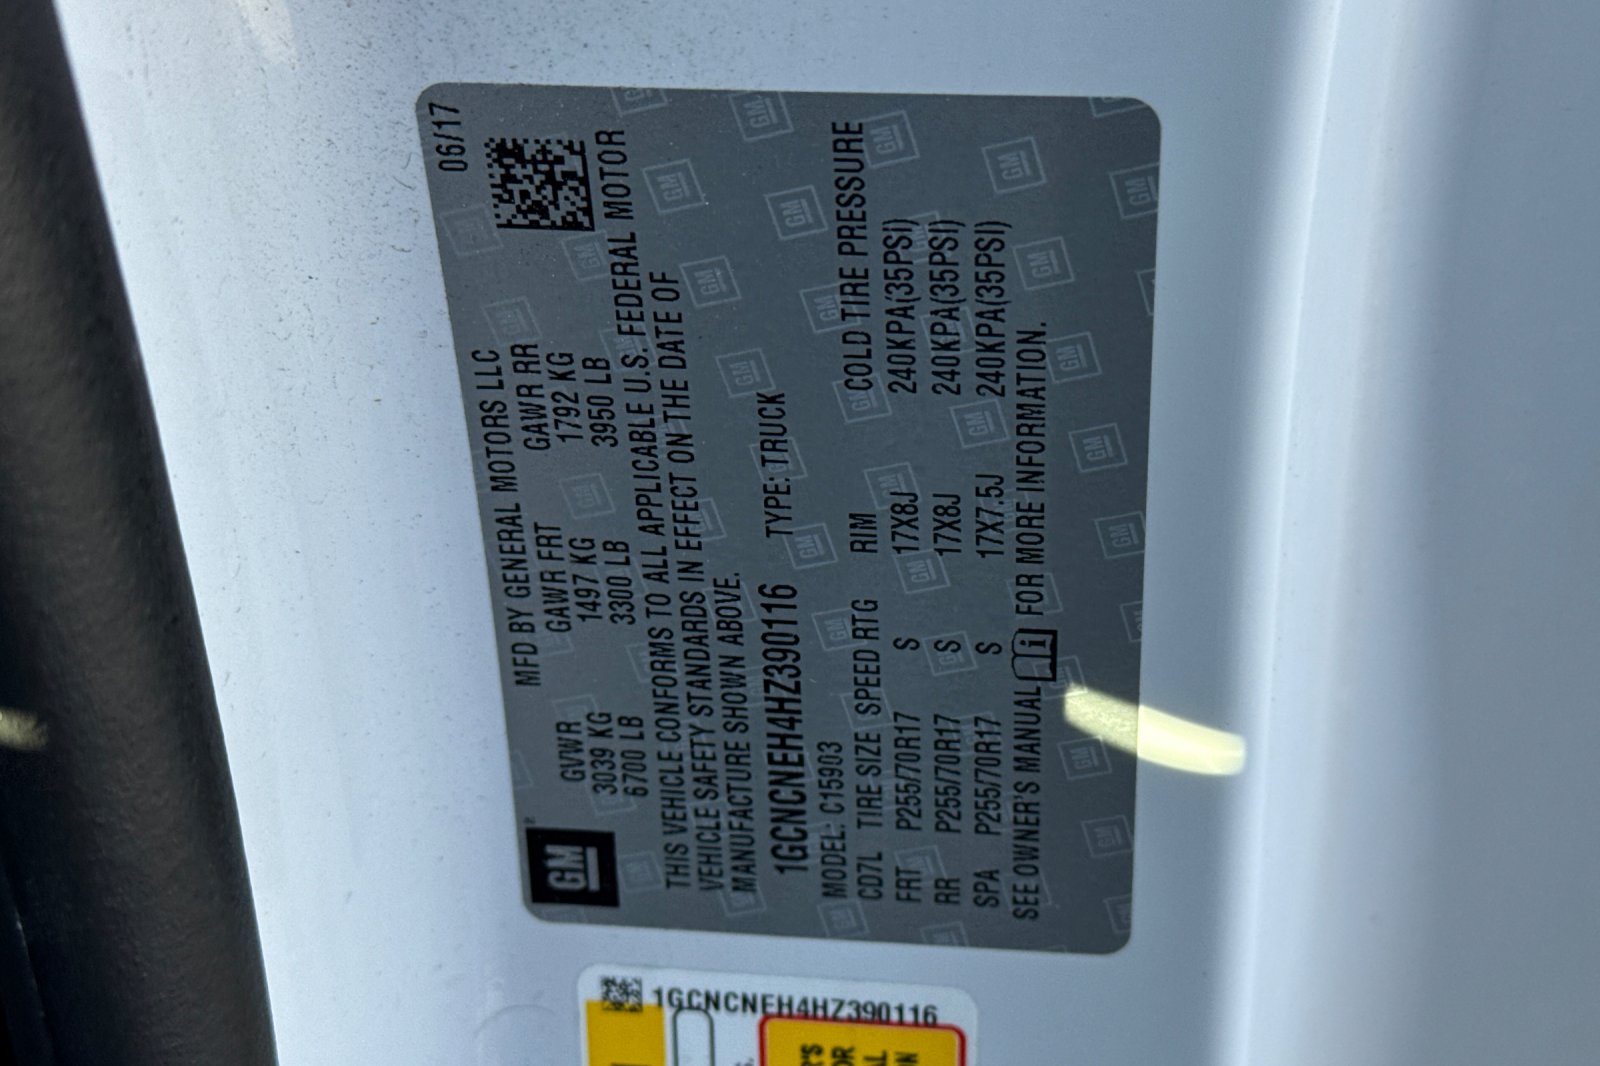 06/17
MFD BY GENERAL MOTORS LLC
GM
GVWR GAWR FRT GAWR RR
3039 KG 1497 KG 1792 KG
6700 LB 3300 LB 3950 LB
THIS VEHICLE CONFORMS TO ALL APPLICABLE U.S. FEDERAL MOTOR
VEHICLE SAFETY STANDARDS IN EFFECT ON THE DATE OF
MANUFACTURE SHOWN ABOVE.
1GCNCNEH4HZ390116 TYPE: TRUCK
MODEL: C15903
CD7L TIRE SIZE SPEED RTG RIM COLD TIRE PRESSURE
FRT P255/70R17 S 17X8J 240KPA(35PSI)
RR P255/70R17 S 17X8J 240KPA(35PSI)
SPA P255/70R17 S 17X7.5J 240KPA(35PSI)
SEE OWNER'S MANUAL i FOR MORE INFORMATION.
1GCNCNEH4HZ390116